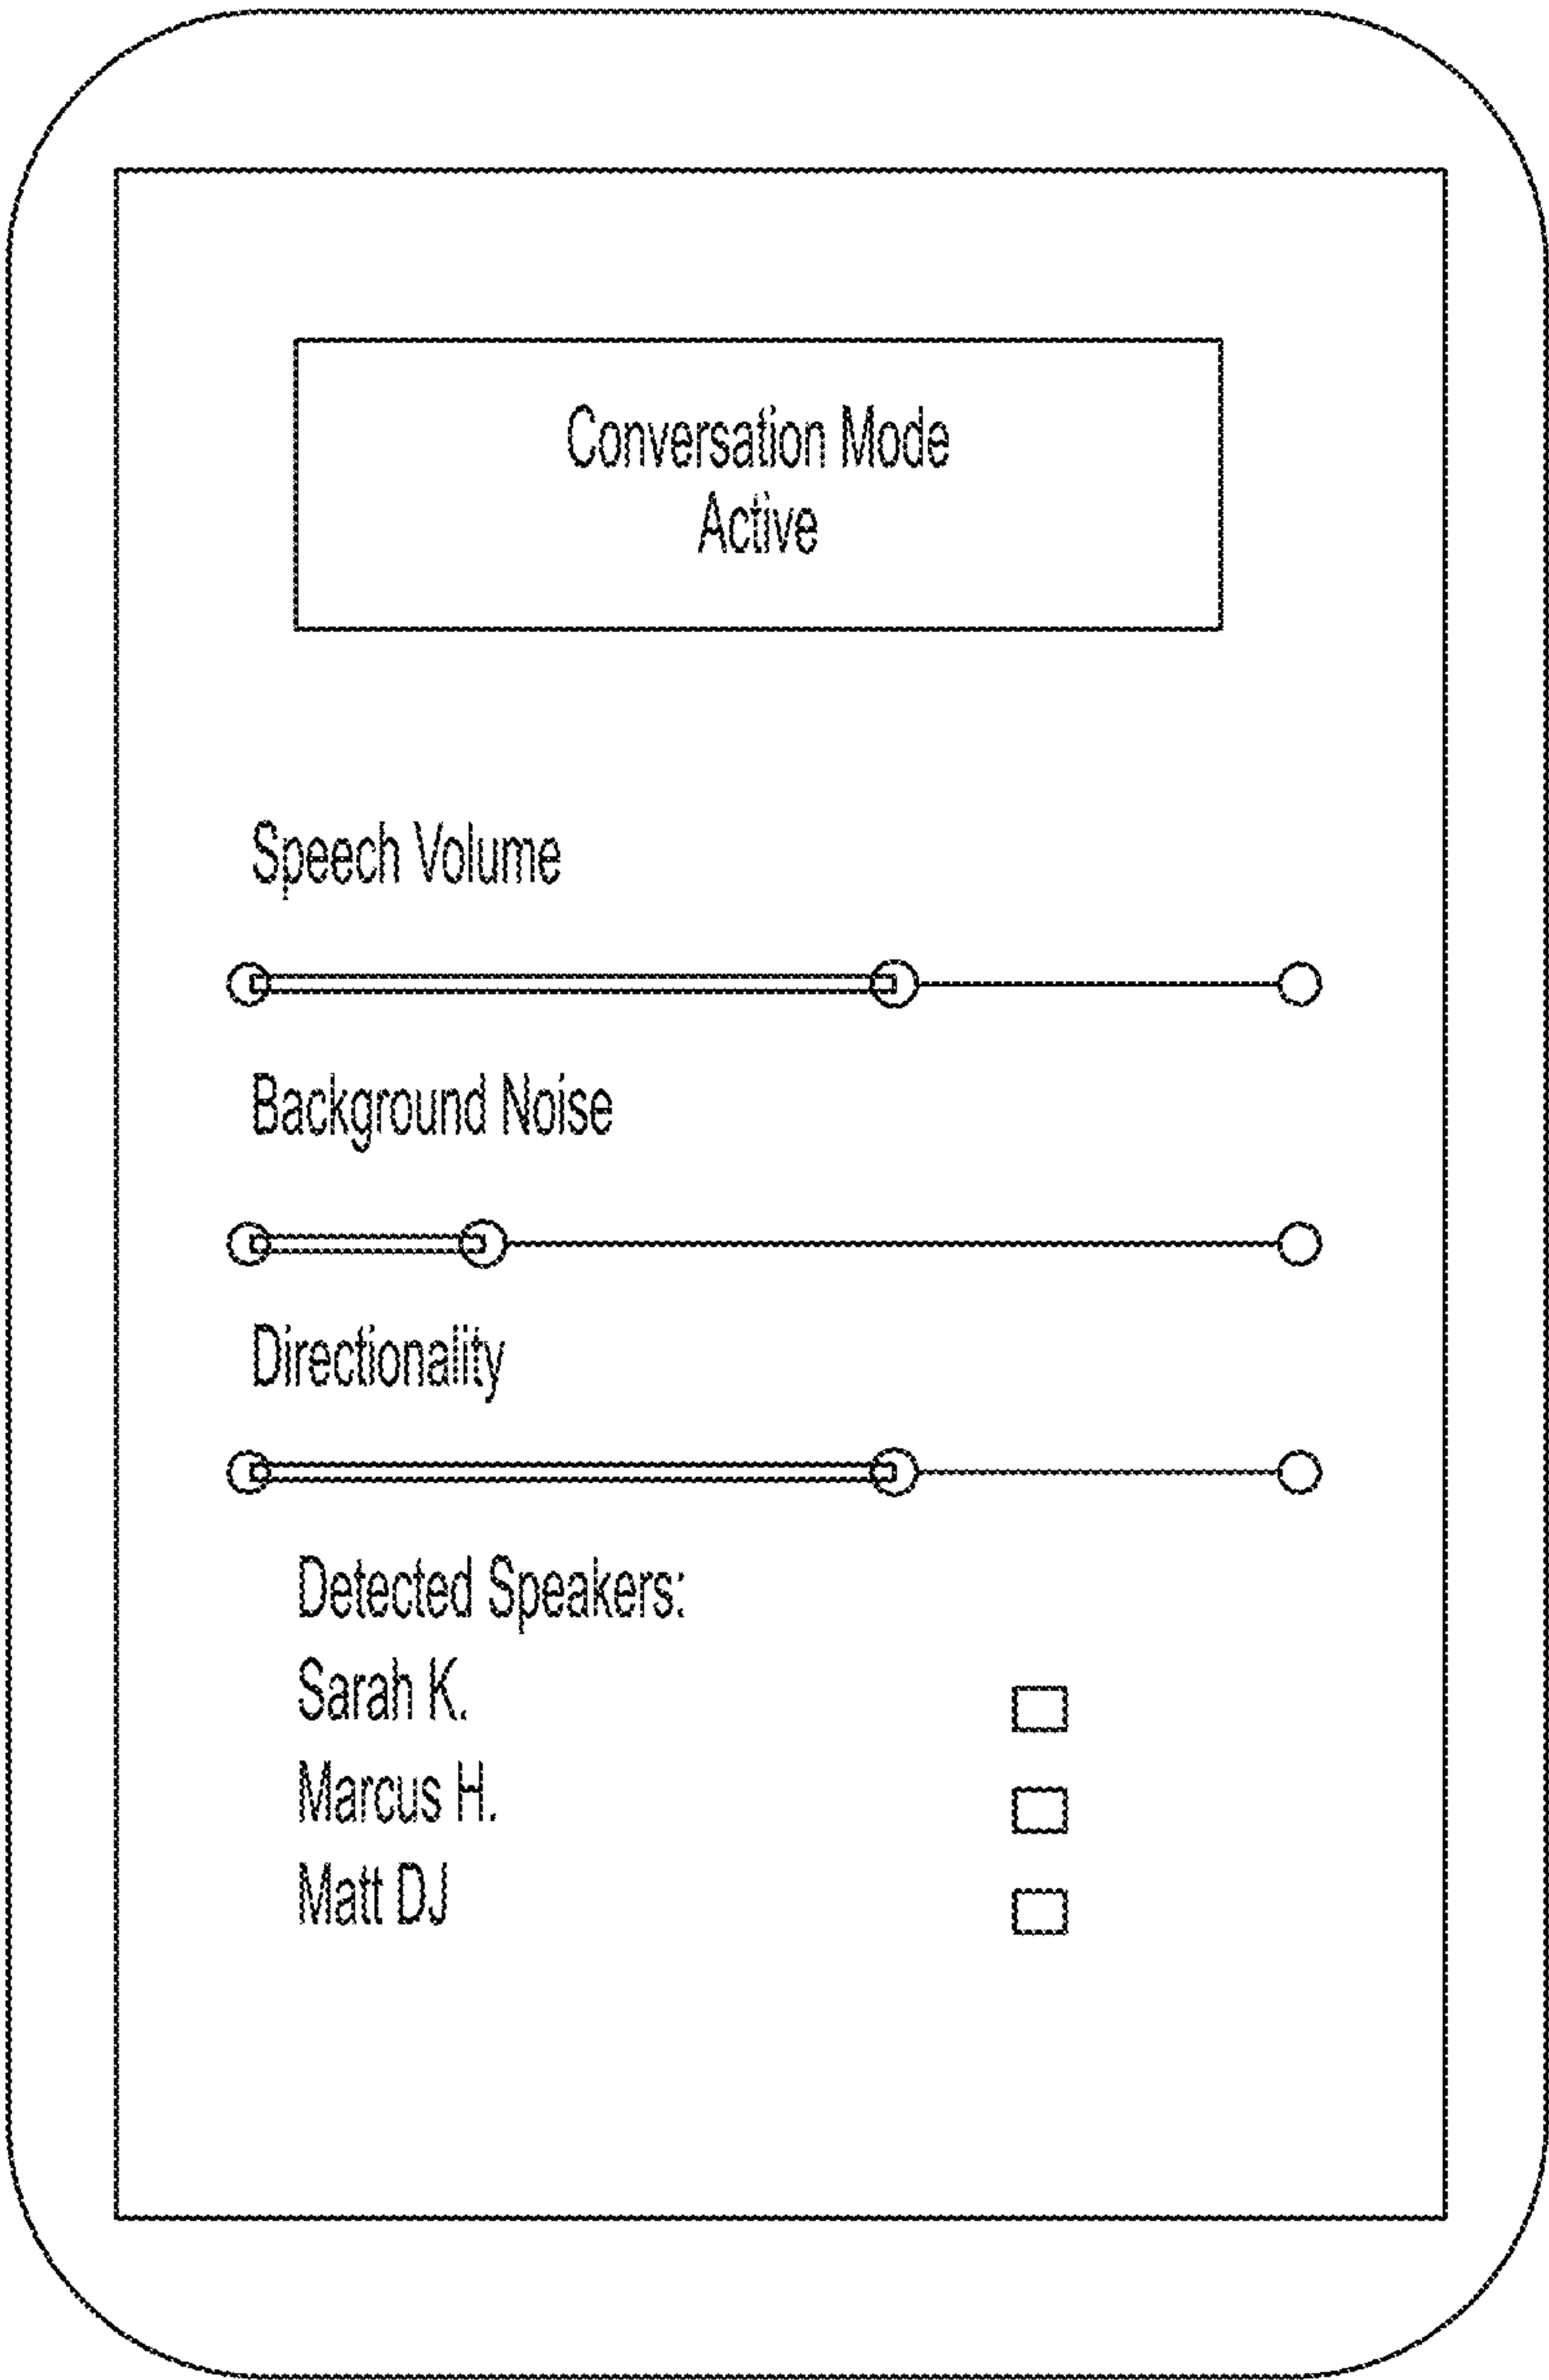 Conversation Mode
Active
Speech Volume
Background Noise
Directionality
Detected Speakers:
Sarah K.
Marcus H.
Matt DJ